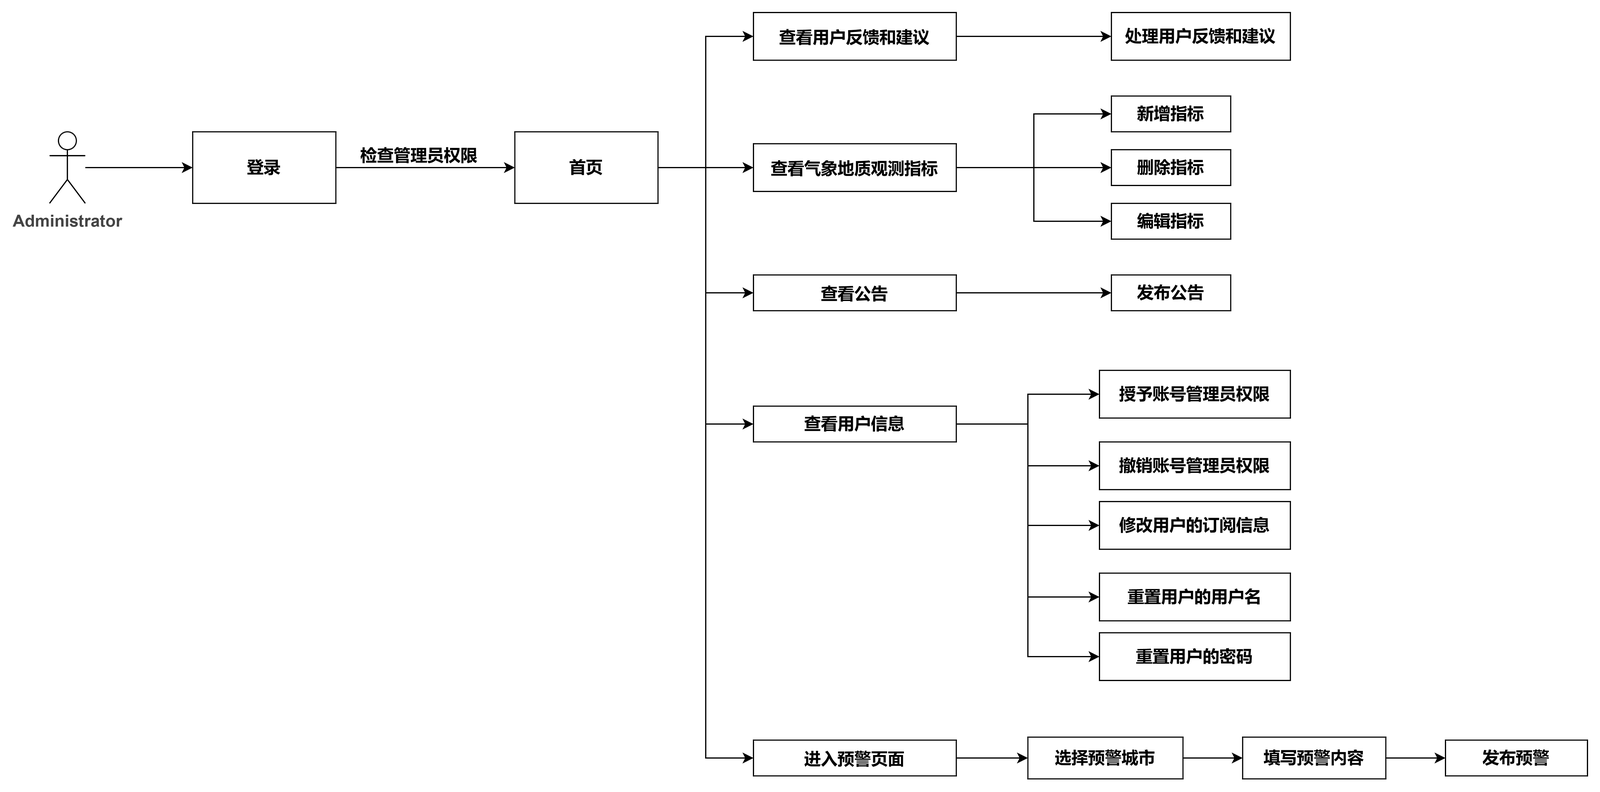 Administrator
登录
检查管理员权限
首页
查看用户反馈和建议
处理用户反馈和建议
查看气象地质观测指标
新增指标
删除指标
编辑指标
查看公告
发布公告
查看用户信息
授予账号管理员权限
撤销账号管理员权限
修改用户的订阅信息
重置用户的用户名
重置用户的密码
进入预警页面
选择预警城市
填写预警内容
发布预警